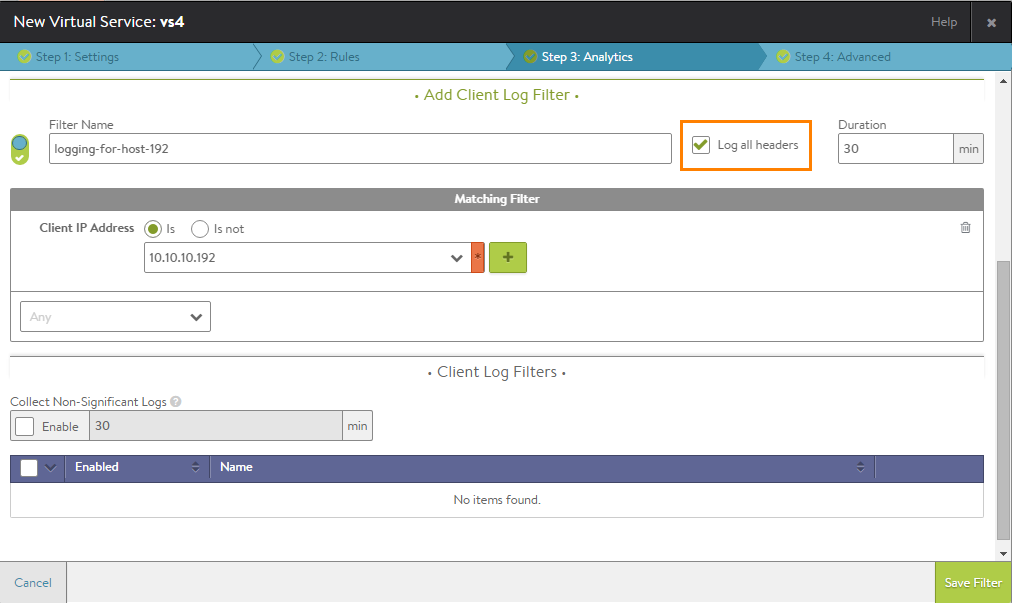 New Virtual Service: vs4
Help
Step 1: Settings
Step 2: Rules
Step 3: Analytics
Step 4: Advanced
• Add Client Log Filter •
Filter Name
logging-for-host-192
Log all headers
Duration
30 min
Matching Filter
Client IP Address Is Is not
10.10.10.192 * +
Any
• Client Log Filters •
Collect Non-Significant Logs ?
Enable 30 min
Enabled Name
No items found.
Cancel Save Filter